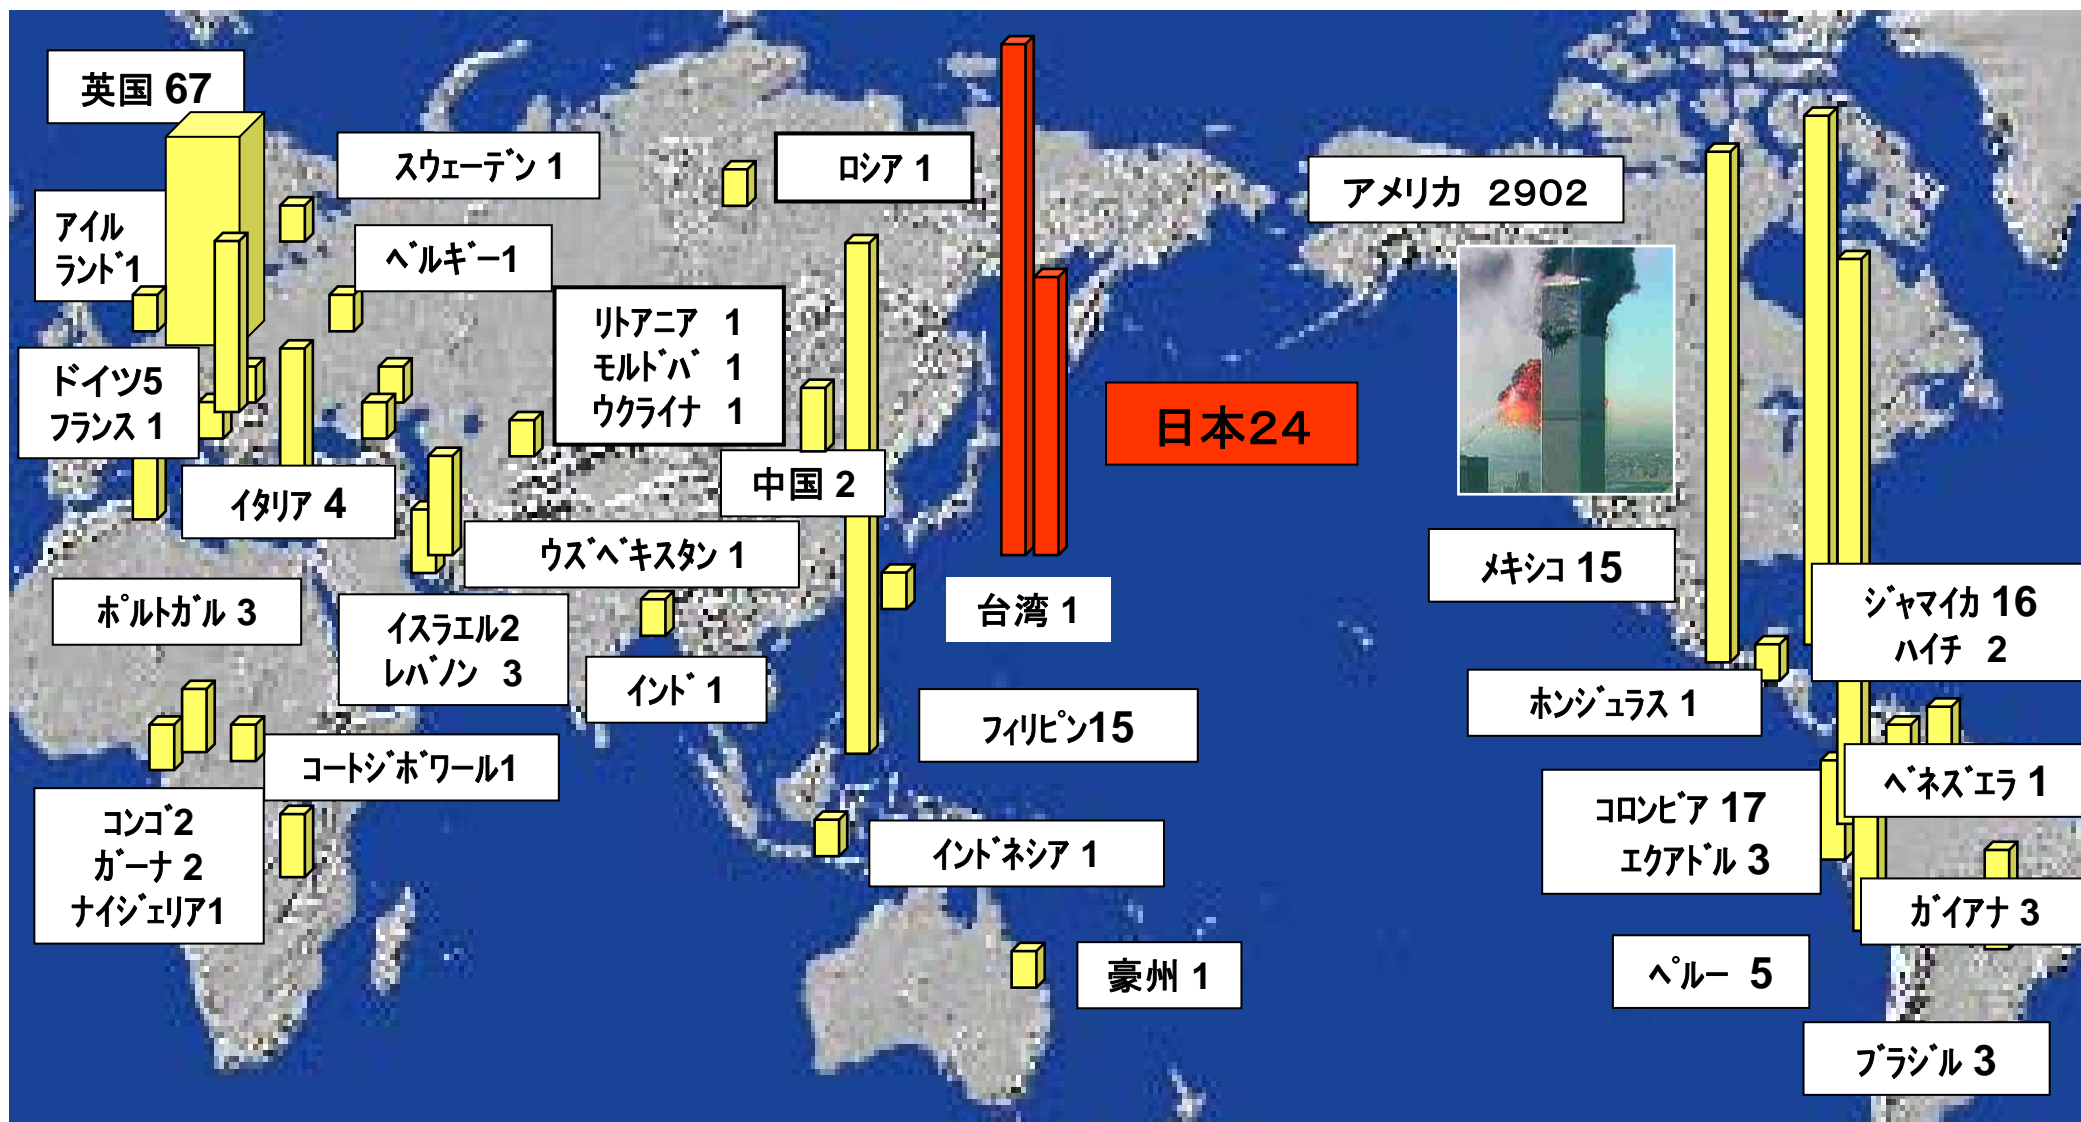 英国 67
スウェーデン 1
ロシア 1
アメリカ 2902
アイル
ランド1
ベルギー1
リトアニア 1
モルドバ 1
ウクライナ 1
ドイツ5
フランス 1
日本24
中国 2
イタリア 4
ウズベキスタン 1
メキシコ 15
ポルトガル 3
イスラエル2
レバノン 3
台湾 1
ジャマイカ 16
ハイチ 2
インド 1
ホンジュラス 1
フィリピン15
コートジボワール1
ベネズエラ 1
コンゴ2
ガーナ 2
ナイジェリア1
コロンビア 17
エクアドル 3
インドネシア 1
ガイアナ 3
豪州 1
ペルー 5
ブラジル 3